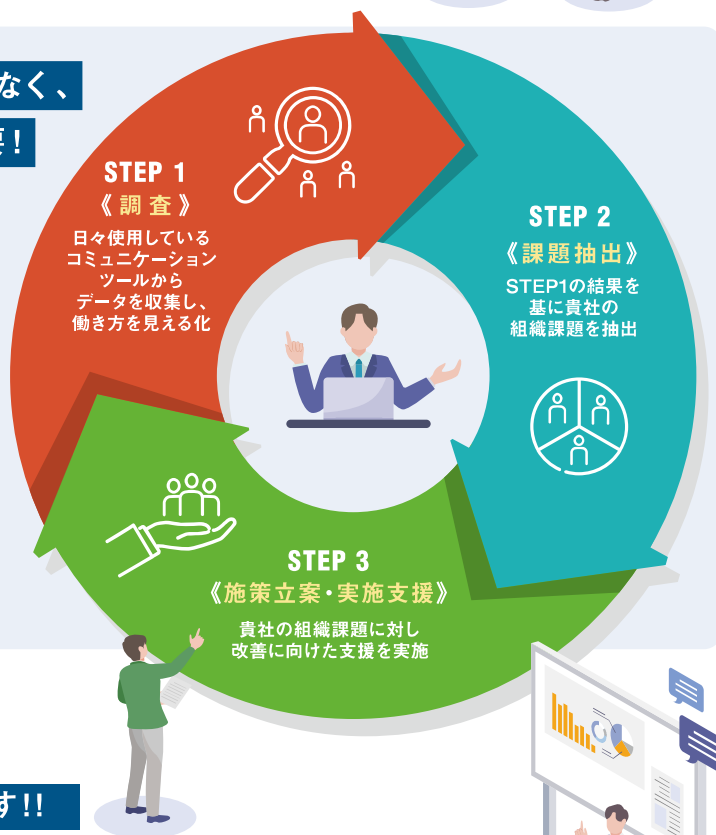 なく、
！
STEP 1
《調査》
日々使用している
コミュニケーション
ツールから
データを収集し、
働き方を見える化
STEP 2
《課題抽出》
STEP1の結果を
基に貴社の
組織課題を抽出
STEP 3
《施策立案・実施支援》
貴社の組織課題に対し
改善に向けた支援を実施
す!!